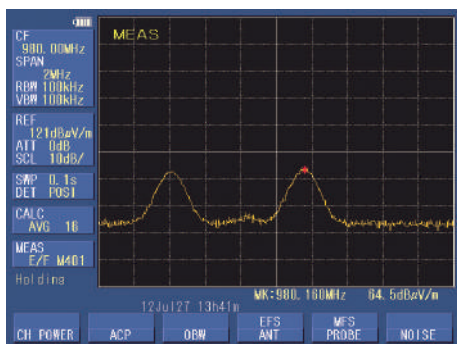 MEAS
CF
980.00MHz
SPAN
2MHz
RBW 100kHz
VBW 100kHz
REF
121dBμV/m
ATT 0dB
SCL 10dB/
SWP 0.1s
DET POSI
CALC
AVG 16
MEAS
E/F M401
Holding
MK:980.160MHz 64.5dBμV/m
12Jul27 13h41m
CH POWER ACP OBW EFS ANT MFS PROBE NOISE